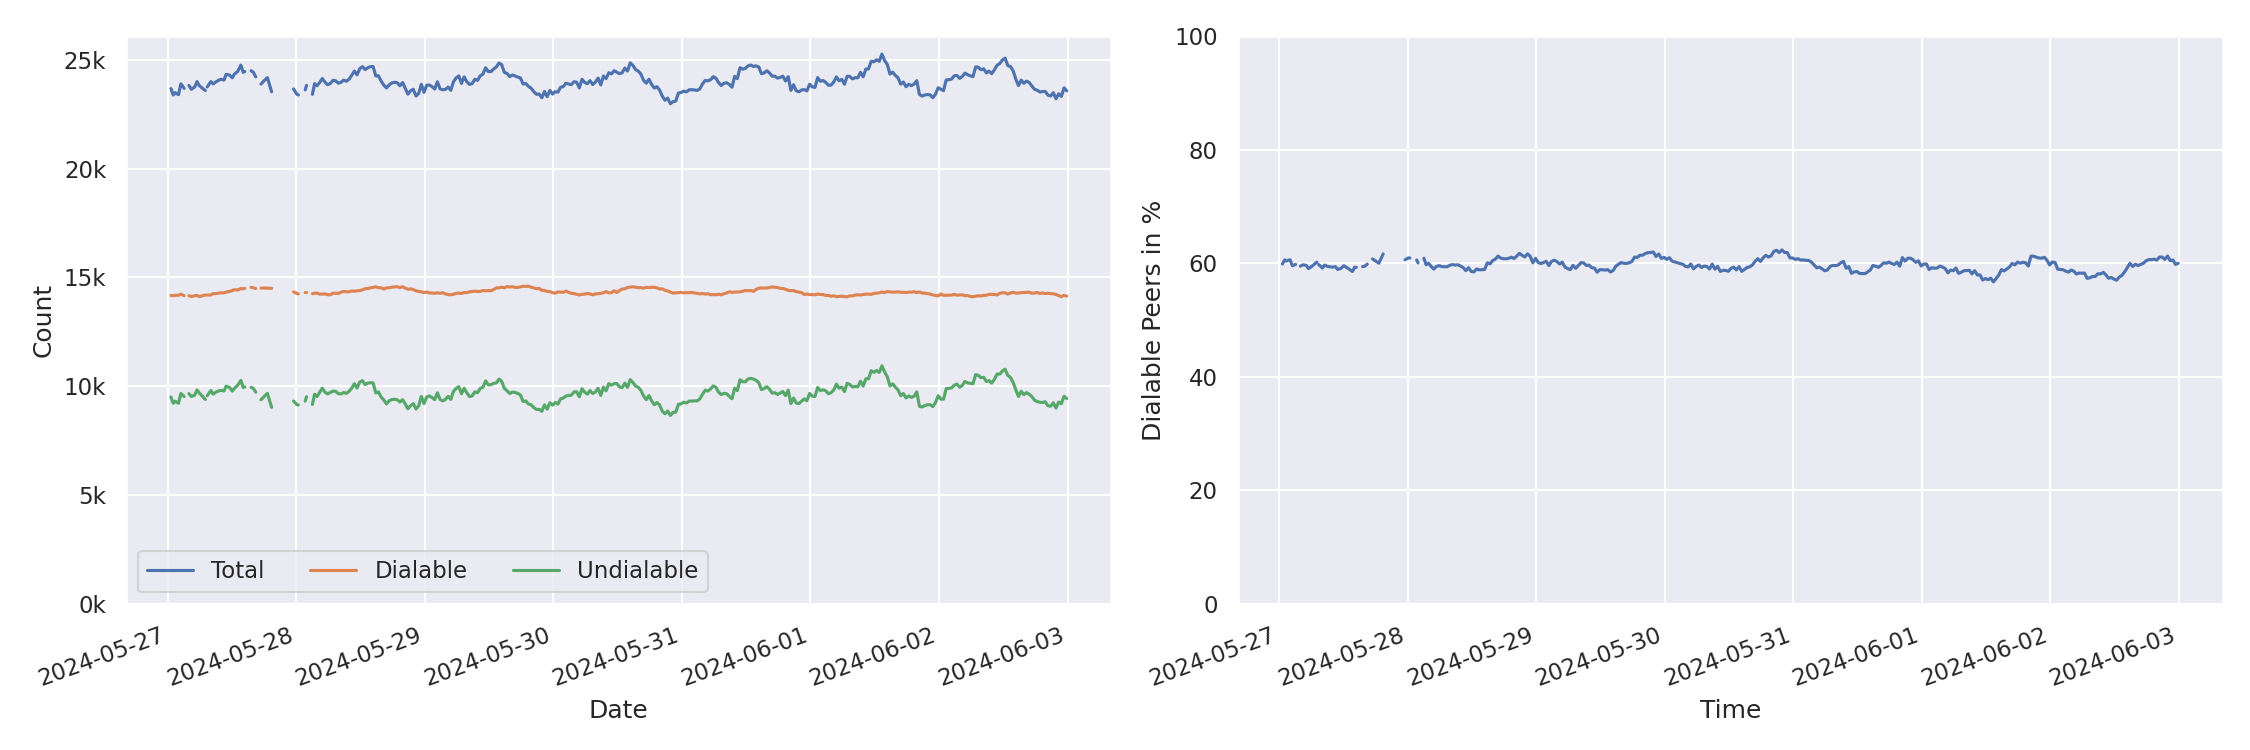 25k
20k
15k
10k
5k
0k
Count
Total
Dialable
Undialable
2024-05-27
2024-05-28
2024-05-29
2024-05-30
2024-05-31
2024-06-01
2024-06-02
2024-06-03
Date
100
80
60
40
20
0
Dialable Peers in %
2024-05-27
2024-05-28
2024-05-29
2024-05-30
2024-05-31
2024-06-01
2024-06-02
2024-06-03
Time